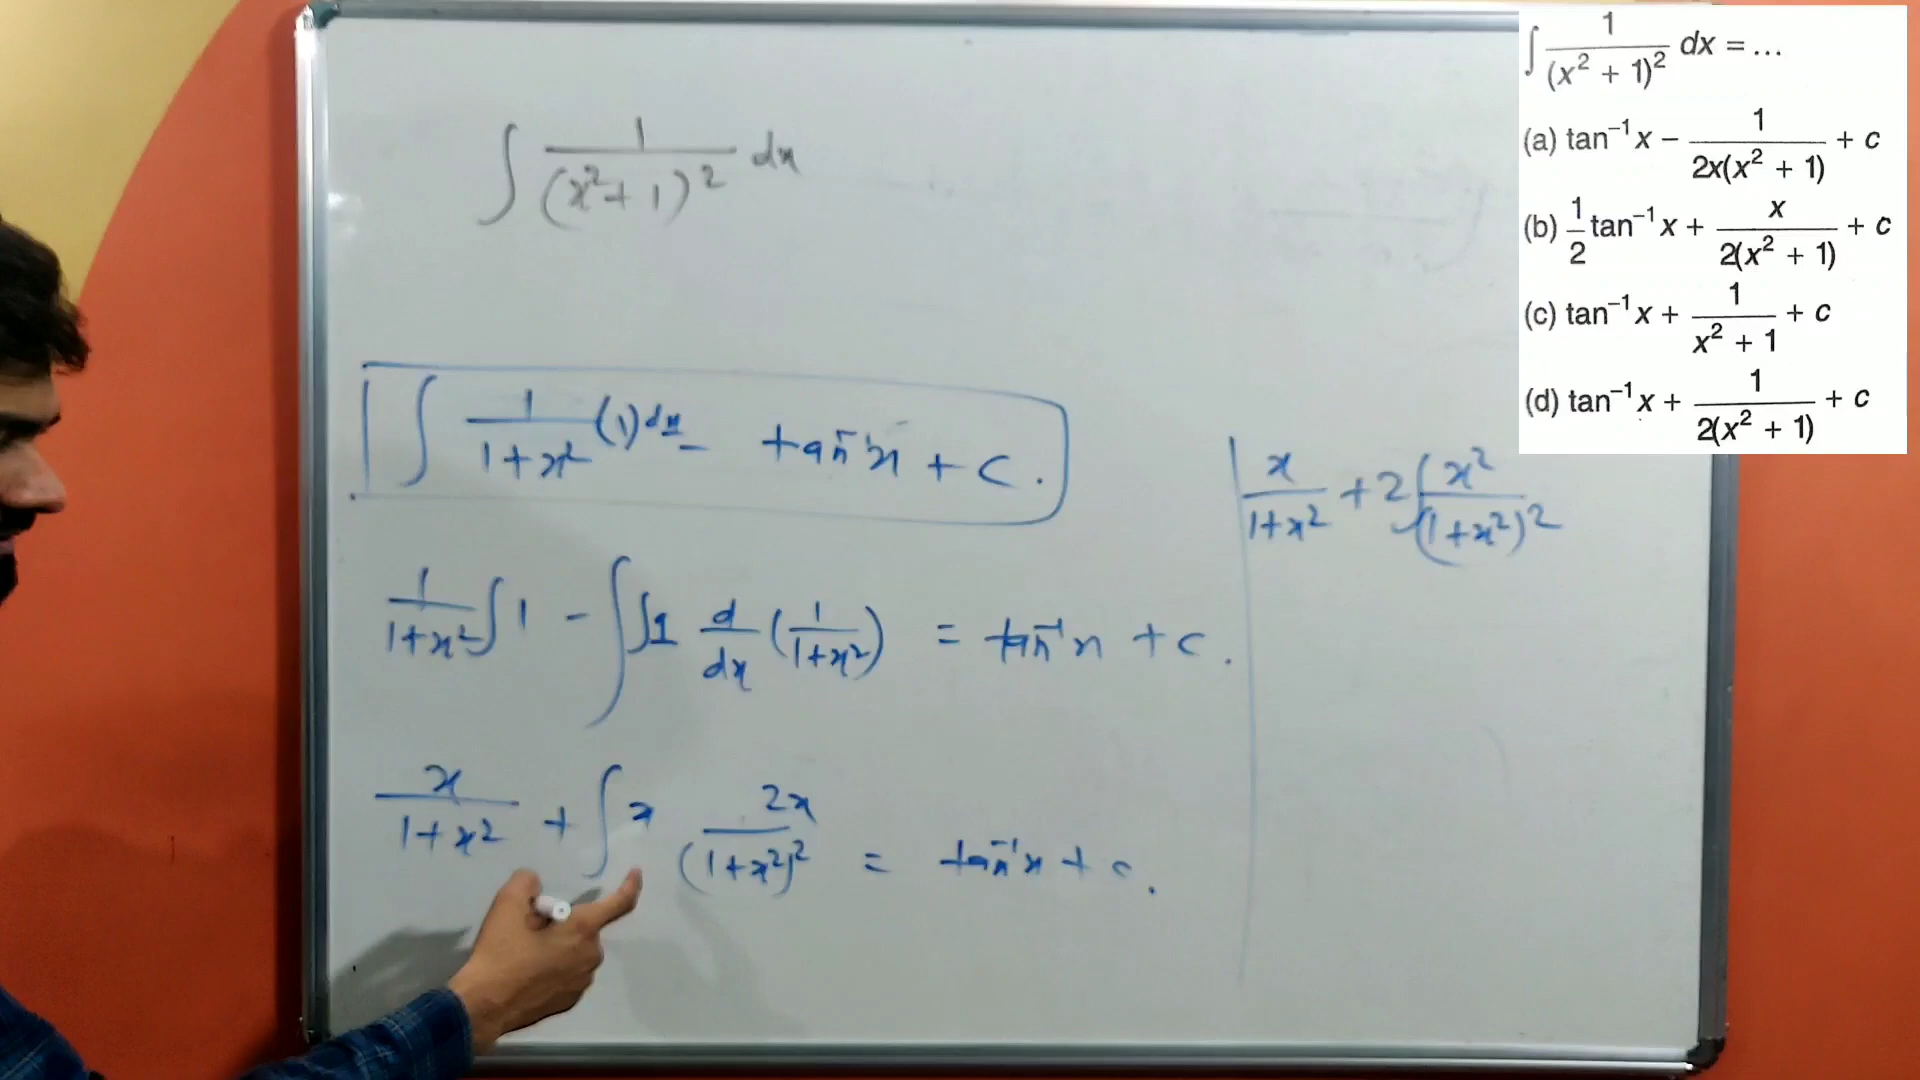 ∫ 1/(x²+1)² dx
∫ 1/(1+x²) (1) dx = tan⁻¹x + c.
1/(1+x²) ∫1 - ∫∫1 d/dx (1/(1+x²)) = tan⁻¹x + c.
x/(1+x²) + ∫ x 2x/(1+x²)² = tan⁻¹x + c.
x/(1+x²) + 2∫ x²/(1+x²)²
∫ 1/(x² + 1)² dx = ...
(a) tan⁻¹x − 1/(2x(x² + 1)) + c
(b) 1/2 tan⁻¹x + x/(2(x² + 1)) + c
(c) tan⁻¹x + 1/(x² + 1) + c
(d) tan⁻¹x + 1/(2(x² + 1)) + c